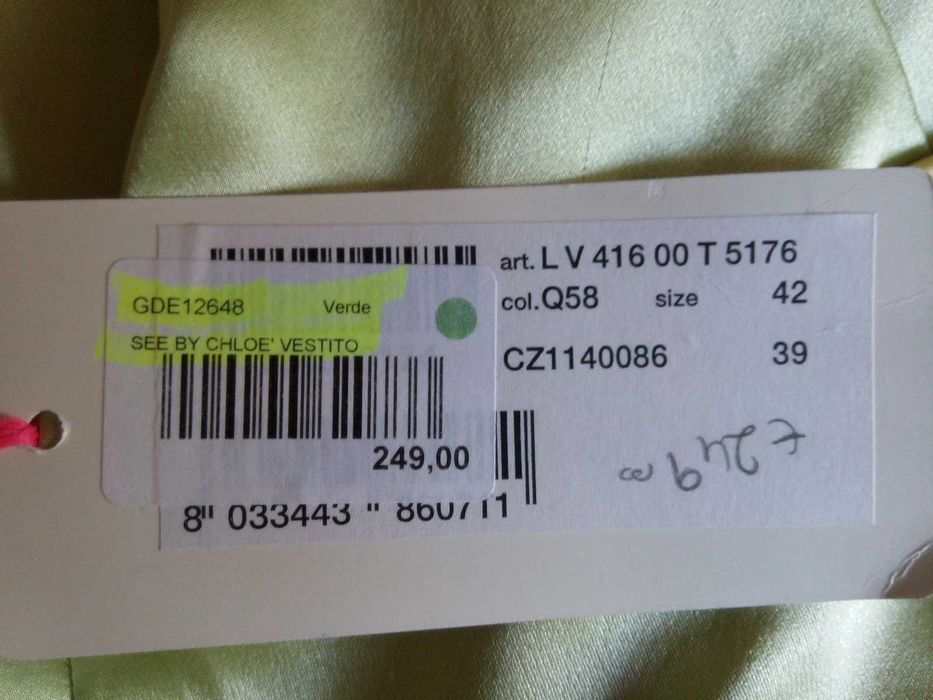 art. L V 416 00 T 5176
col. Q58 size 42
CZ1140086 39
GDE12648 Verde
SEE BY CHLOE' VESTITO
249,00
8" 033443 " 860711
€249